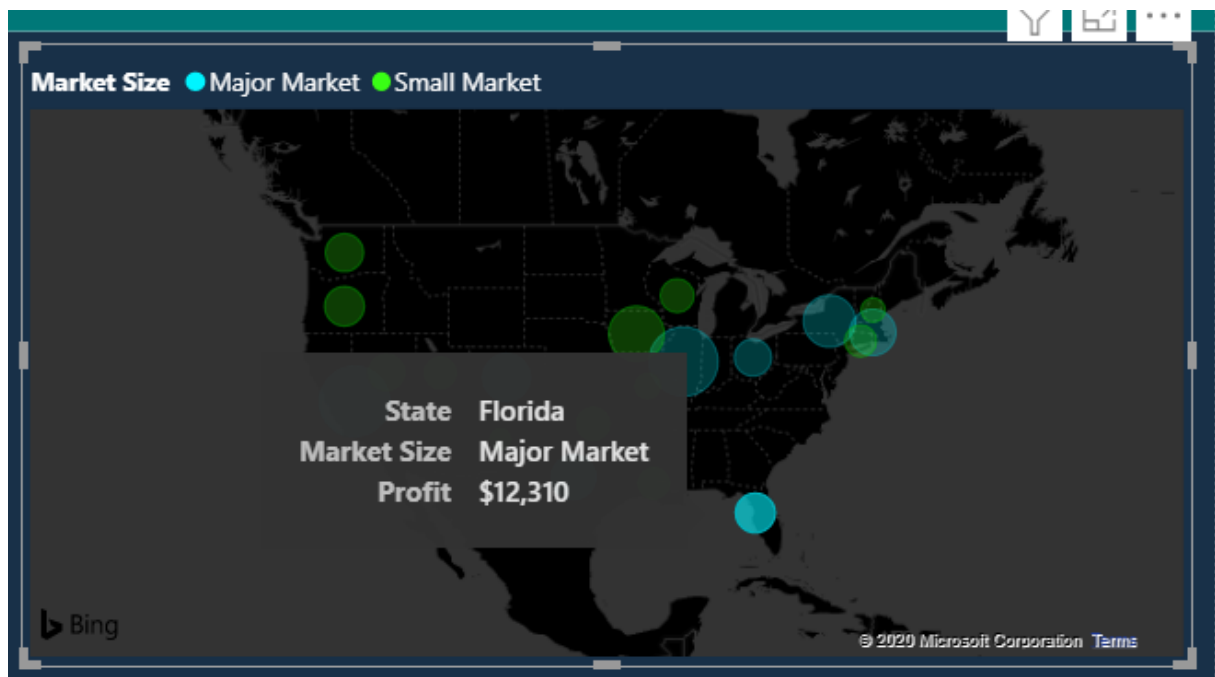 Market Size Major Market Small Market
State Florida
Market Size Major Market
Profit $12,310
Bing
© 2020 Microsoft Corporation Terms